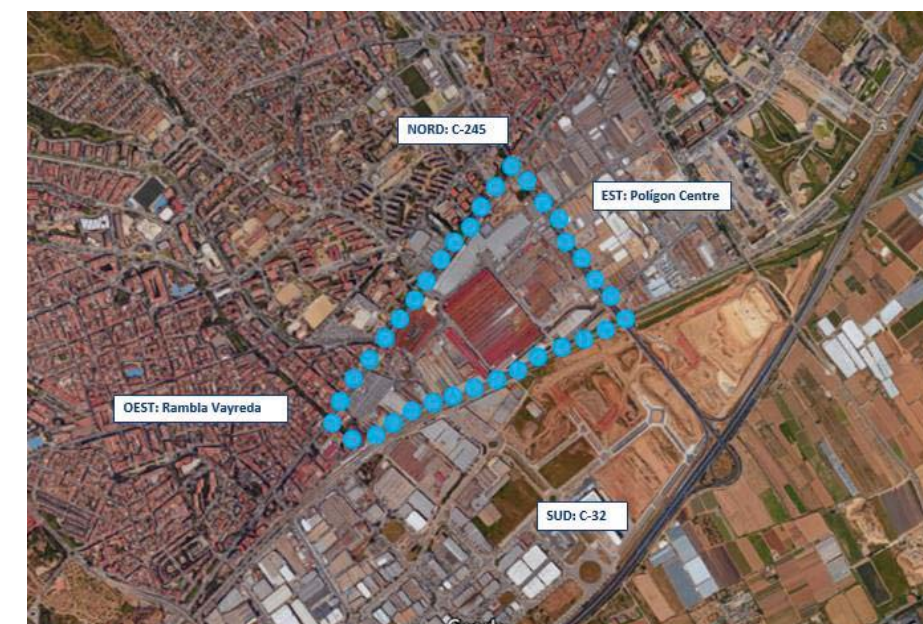 NORD: C-245
EST: Polígon Centre
OEST: Rambla Vayreda
SUD: C-32